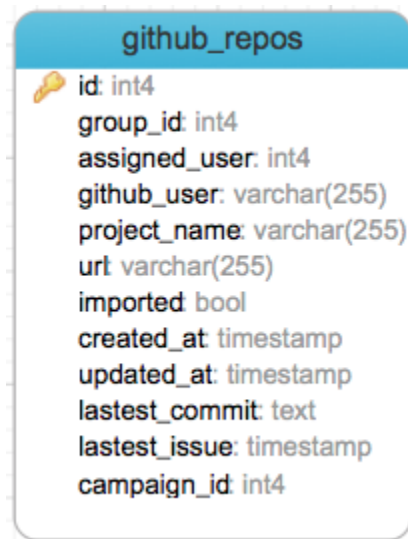 github_repos
id: int4
group_id: int4
assigned_user: int4
github_user: varchar(255)
project_name: varchar(255)
url: varchar(255)
imported: bool
created_at: timestamp
updated_at: timestamp
lastest_commit: text
lastest_issue: timestamp
campaign_id: int4